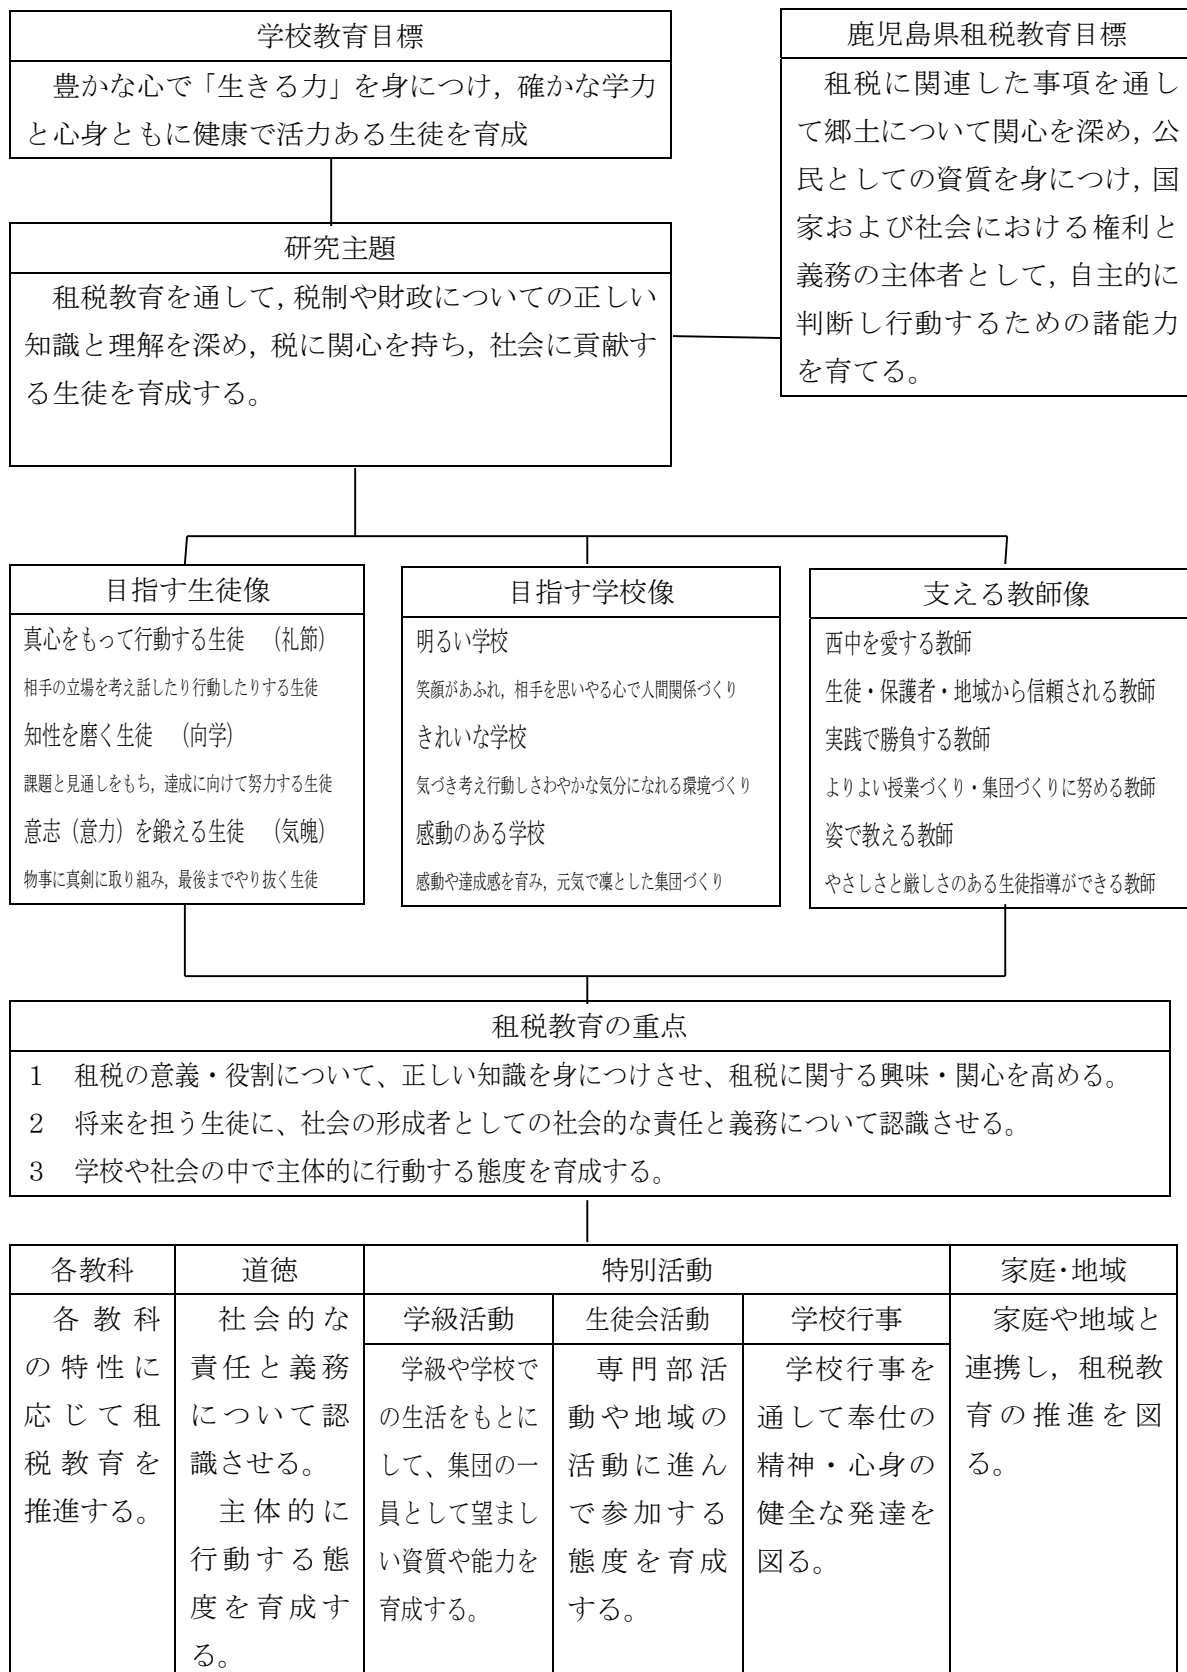 学校教育目標
豊かな心で「生きる力」を身につけ，確かな学力
と心身ともに健康で活力ある生徒を育成
鹿児島県租税教育目標
租税に関連した事項を通し
て郷土について関心を深め，公
民としての資質を身につけ，国
家および社会における権利と
義務の主体者として，自主的に
判断し行動するための諸能力
を育てる。
研究主題
租税教育を通して，税制や財政についての正しい
知識と理解を深め，税に関心を持ち，社会に貢献す
る生徒を育成する。
目指す生徒像
真心をもって行動する生徒　（礼節）
相手の立場を考え話したり行動したりする生徒
知性を磨く生徒　（向学）
課題と見通しをもち，達成に向けて努力する生徒
意志（意力）を鍛える生徒　（気魄）
物事に真剣に取り組み，最後までやり抜く生徒
目指す学校像
明るい学校
笑顔があふれ，相手を思いやる心で人間関係づくり
きれいな学校
気づき考え行動しさわやかな気分になれる環境づくり
感動のある学校
感動や達成感を育み，元気で凜とした集団づくり
支える教師像
西中を愛する教師
生徒・保護者・地域から信頼される教師
実践で勝負する教師
よりよい授業づくり・集団づくりに努める教師
姿で教える教師
やさしさと厳しさのある生徒指導ができる教師
租税教育の重点
1　租税の意義・役割について、正しい知識を身につけさせ、租税に関する興味・関心を高める。
2　将来を担う生徒に、社会の形成者としての社会的な責任と義務について認識させる。
3　学校や社会の中で主体的に行動する態度を育成する。
各教科
各教科
の特性に
応じて租
税教育を
推進する。
道徳
社会的な
責任と義務
について認
識させる。
主体的に
行動する態
度を育成す
る。
特別活動
学級活動
学級や学校で
の生活をもとに
して、集団の一
員として望まし
い資質や能力を
育成する。
生徒会活動
専門部活
動や地域の
活動に進ん
で参加する
態度を育成
する。
学校行事
学校行事を
通して奉仕の
精神・心身の
健全な発達を
図る。
家庭・地域
家庭や地域と
連携し，租税教
育の推進を図
る。